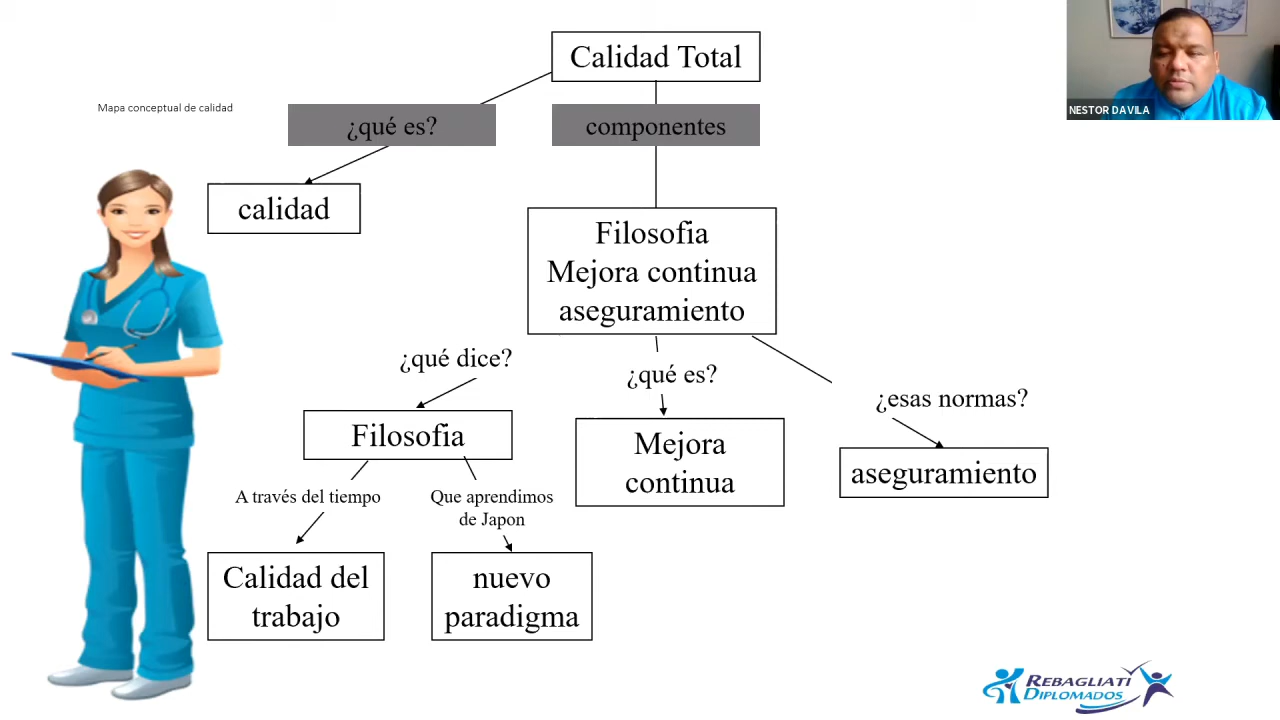 Calidad Total
NESTOR DAVILA
Mapa conceptual de calidad
¿qué es?
componentes
calidad
Filosofia
Mejora continua
aseguramiento
¿qué dice?
¿qué es?
¿esas normas?
Filosofia
Mejora
continua
aseguramiento
A través del tiempo
Que aprendimos
de Japon
Calidad del
trabajo
nuevo
paradigma
REBAGLIATI
DIPLOMADOS